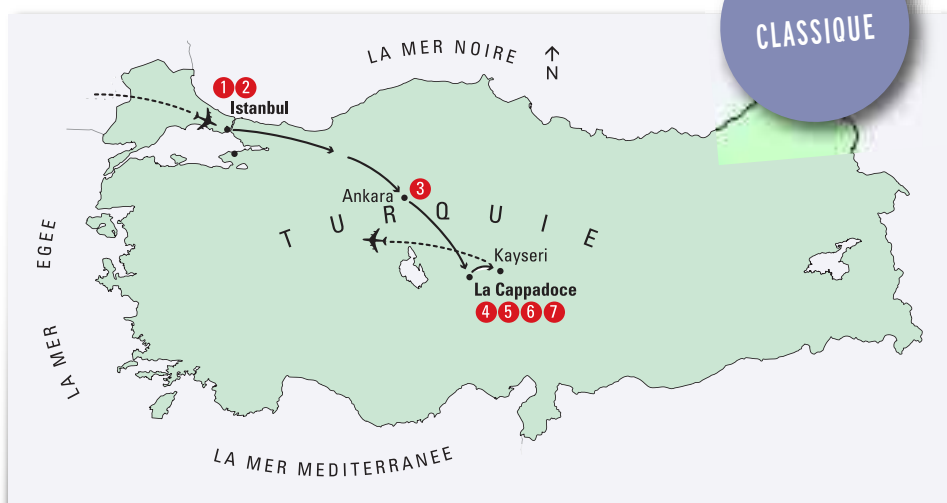 CLASSIQUE
LA MER NOIRE
N
1 2
Istanbul
Ankara 3
TURQUIE
LA MER EGEE
Kayseri
La Cappadoce
4 5 6 7
LA MER MEDITERRANEE